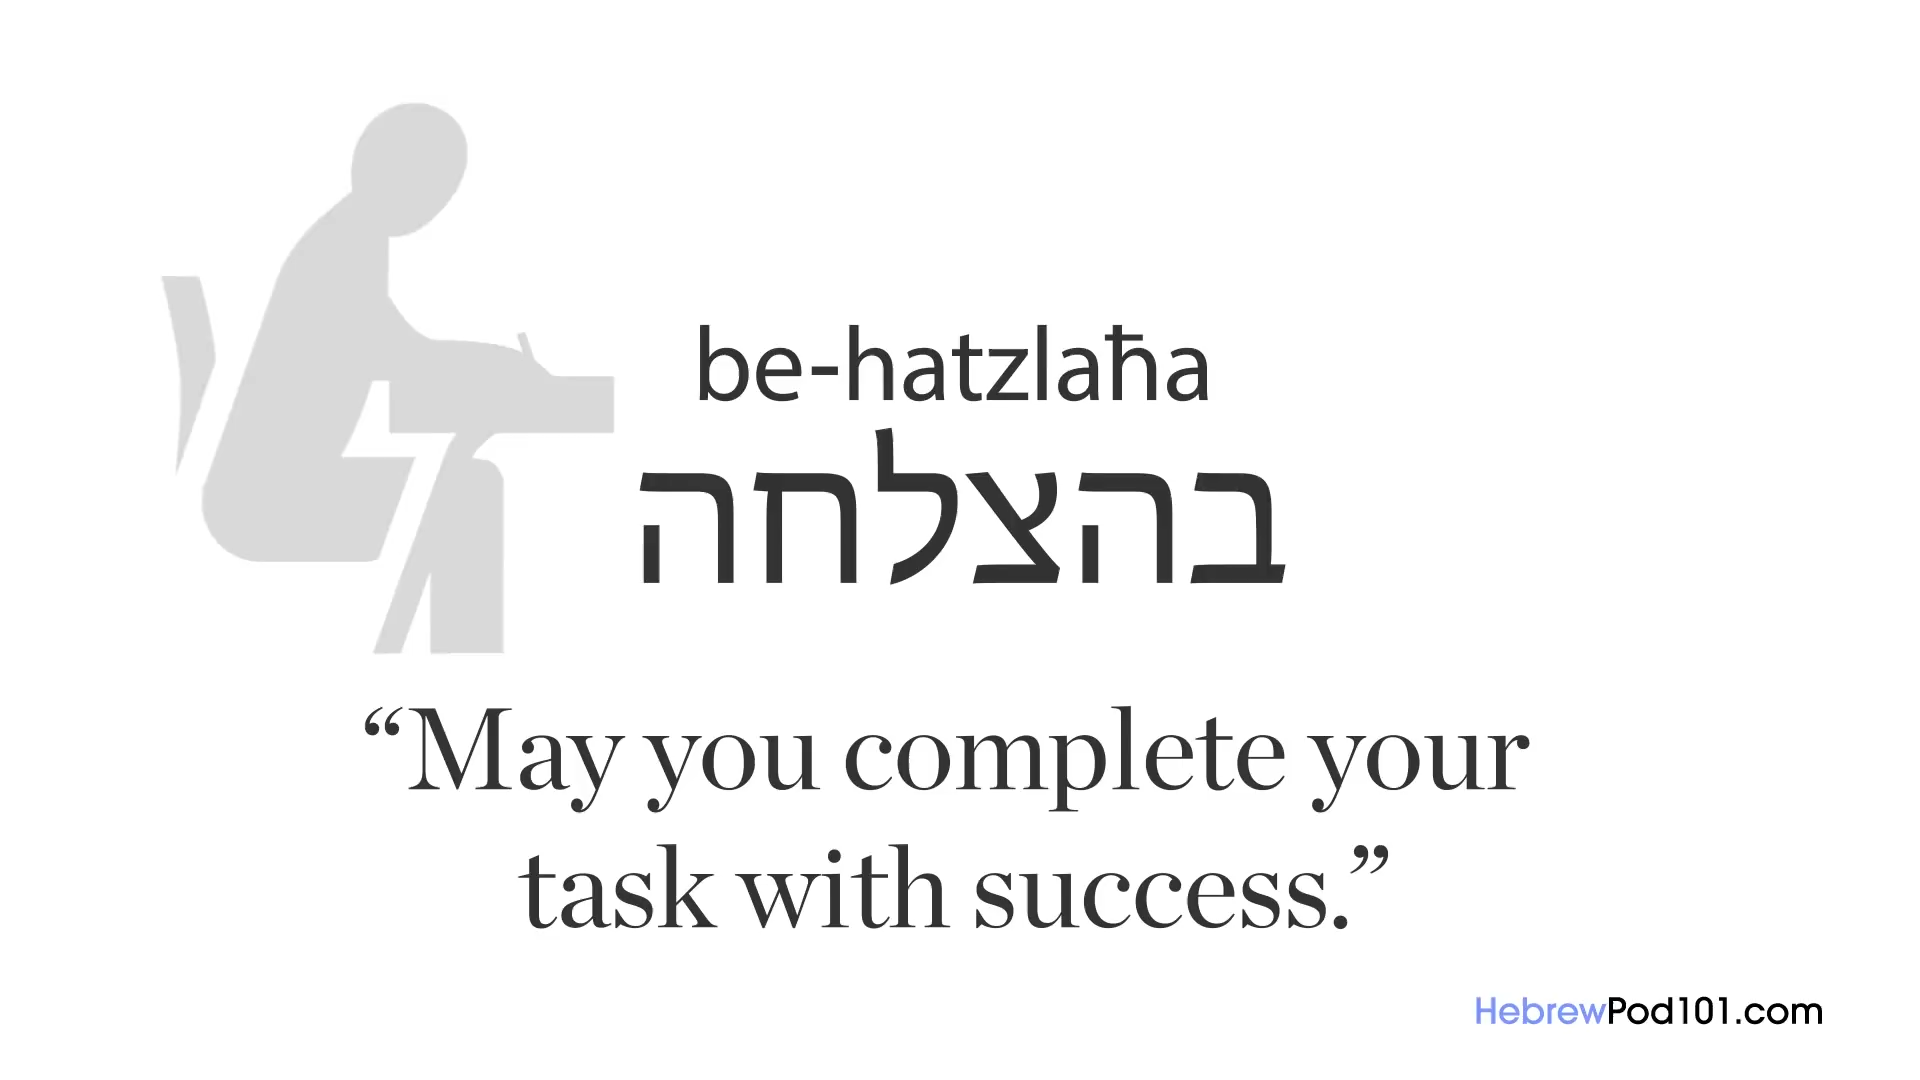 be-hatzlaħa
בהצלחה
“May you complete your
task with success.”
HebrewPod101.com